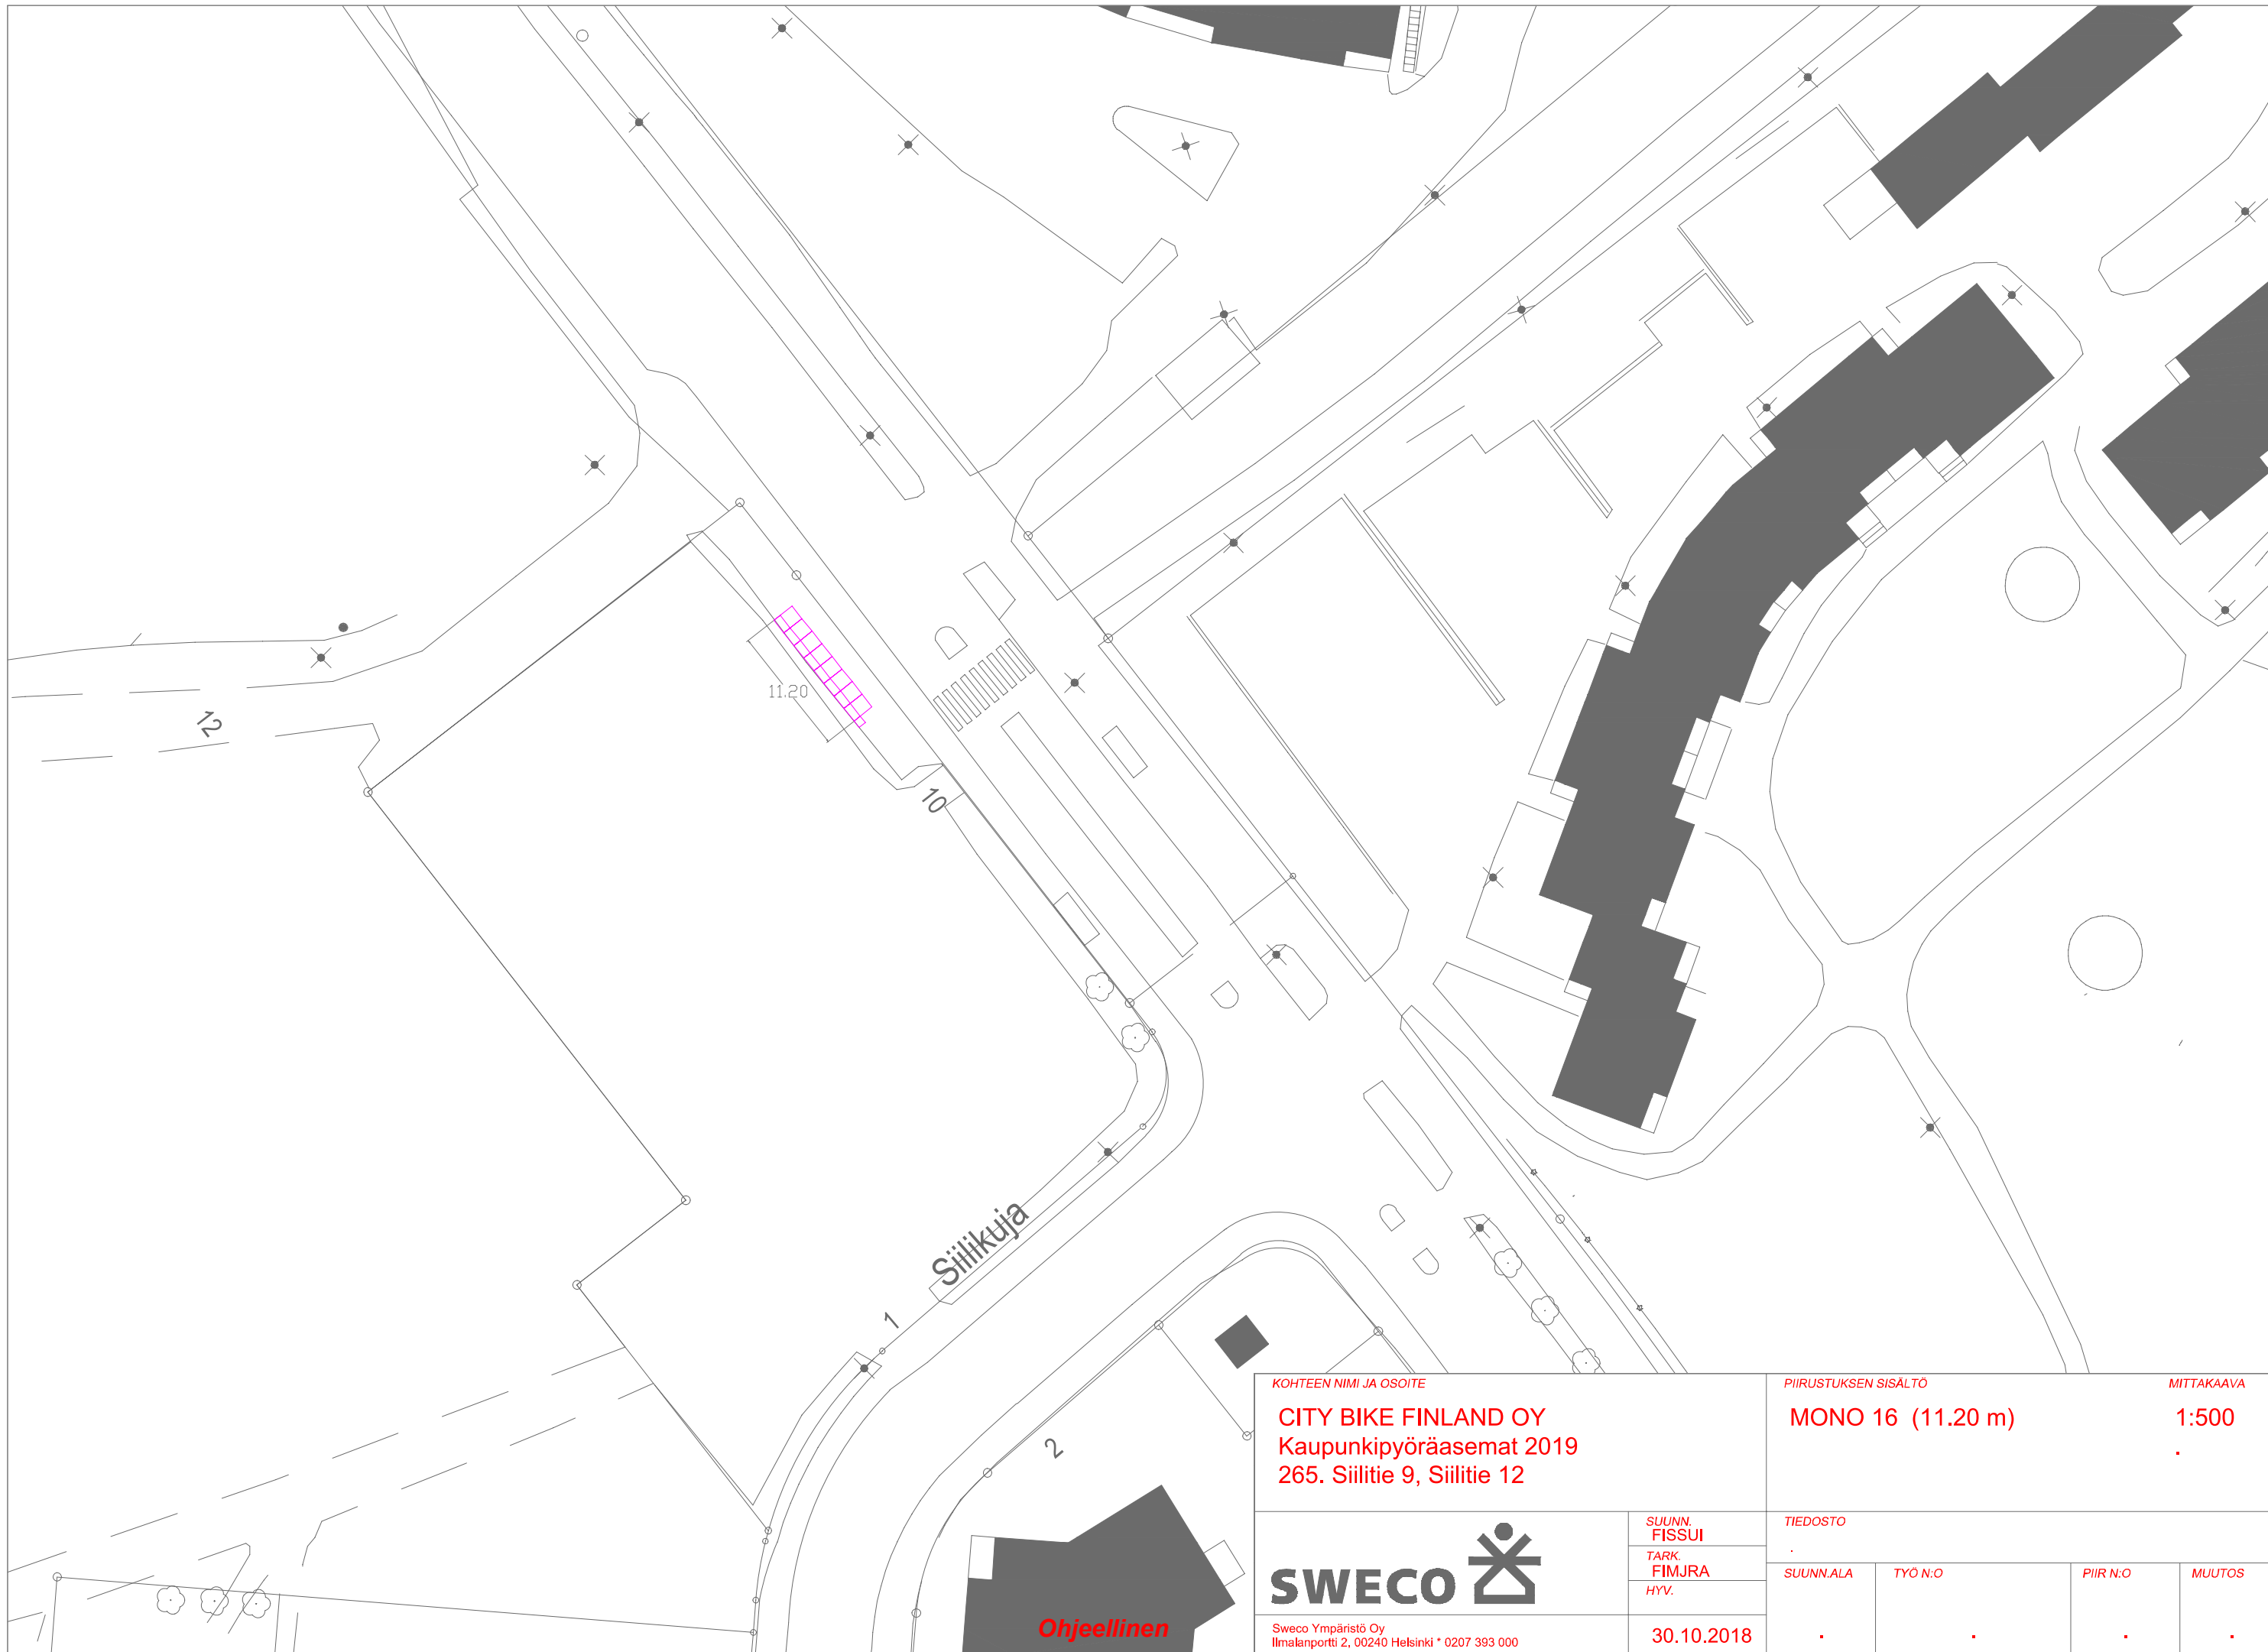 11.20
12
10
Siilikuja
1
2
Ohjeellinen
KOHTEEN NIMI JA OSOITE
CITY BIKE FINLAND OY
Kaupunkipyöräasemat 2019
265. Siilitie 9, Siilitie 12
PIIRUSTUKSEN SISÄLTÖ
MONO 16 (11.20 m)
MITTAKAAVA
1:500
.
SWECO
SUUNN.
FISSUI
TARK.
FIMJRA
HYV.
TIEDOSTO
.
SUUNN.ALA
TYÖ N:O
PIIR N:O
MUUTOS
. . . .
Sweco Ympäristö Oy
Ilmalanportti 2, 00240 Helsinki * 0207 393 000
30.10.2018